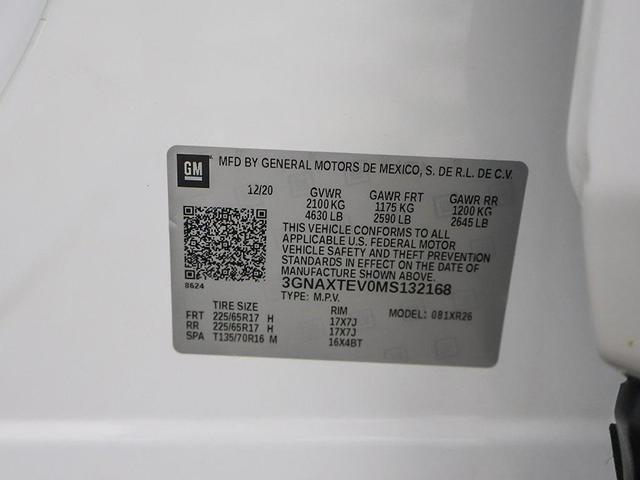 GM MFD BY GENERAL MOTORS DE MEXICO, S. DE R.L. DE C.V.
12/20 GVWR GAWR FRT GAWR RR
2100 KG 1175 KG 1200 KG
4630 LB 2590 LB 2645 LB
THIS VEHICLE CONFORMS TO ALL
APPLICABLE U.S. FEDERAL MOTOR
VEHICLE SAFETY AND THEFT PREVENTION
STANDARDS IN EFFECT ON THE DATE OF
MANUFACTURE SHOWN ABOVE.
8624
3GNAXTEV0MS132168
TYPE: M.P.V. MODEL: 081XR26
TIRE SIZE RIM
FRT 225/65R17 H 17X7J
RR 225/65R17 H 17X7J
SPA T135/70R16 M 16X4BT